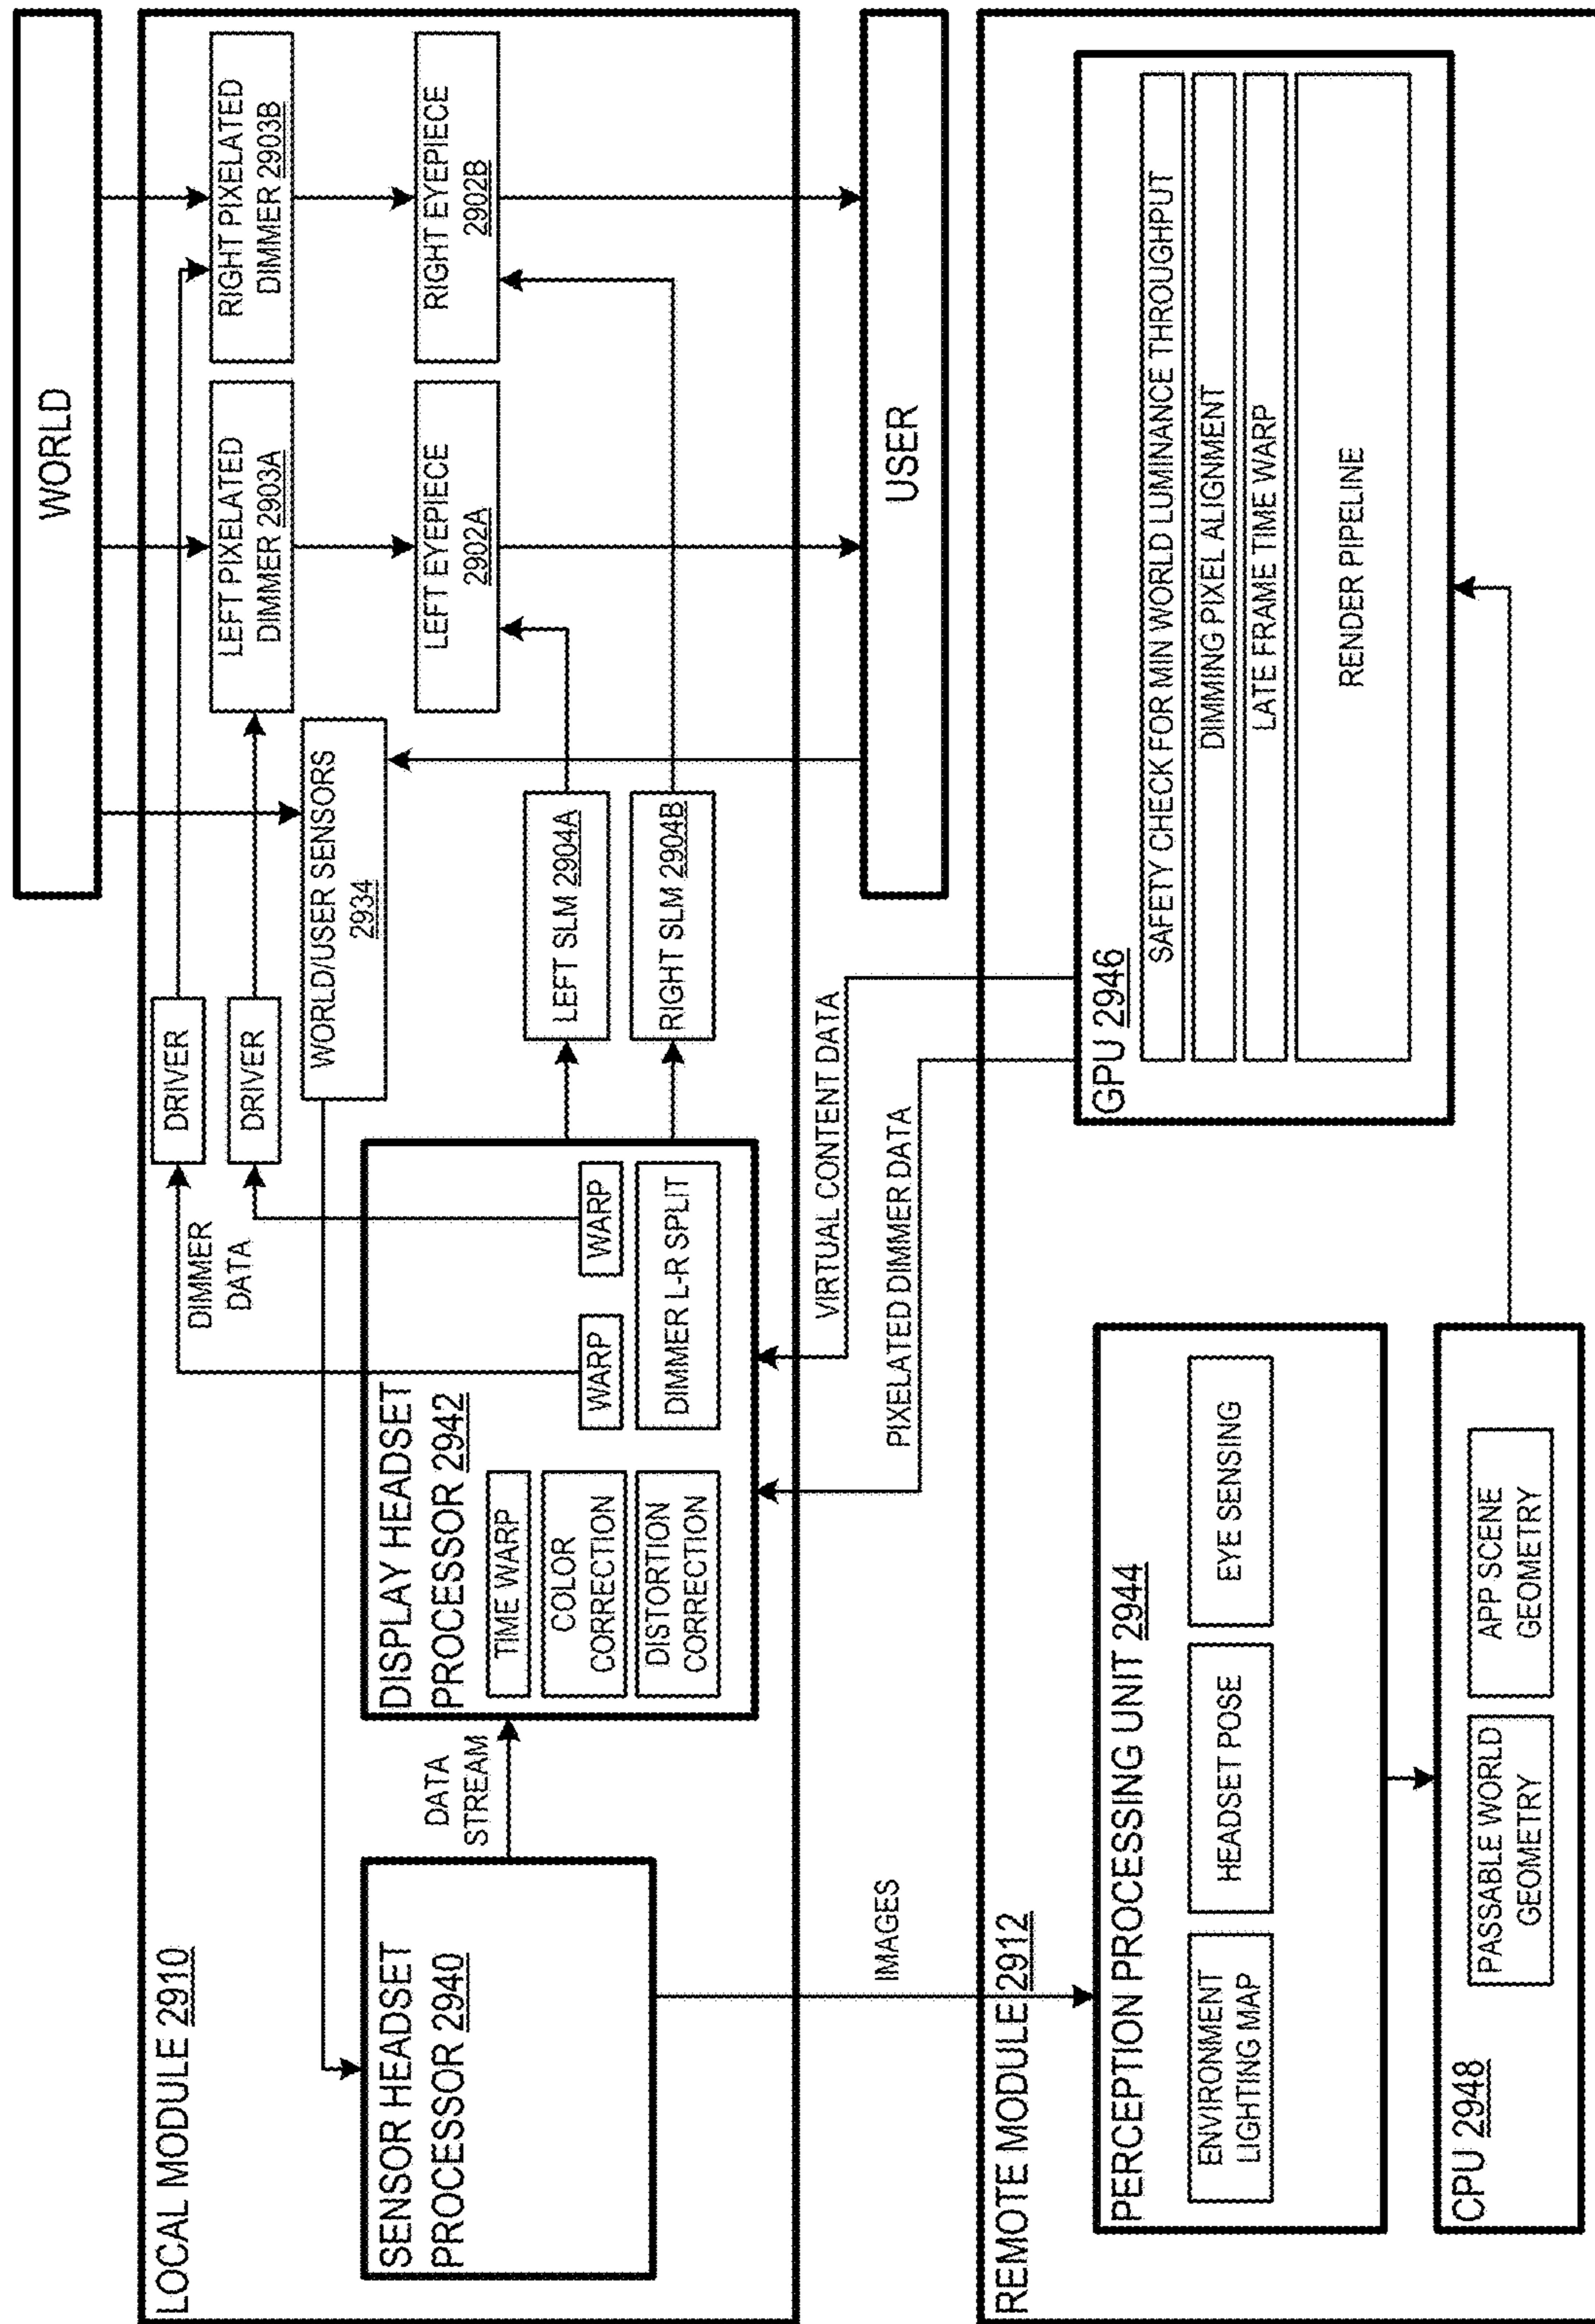 WORLD
LOCAL MODULE 2910
SENSOR HEADSET
PROCESSOR 2940
DATA
STREAM
DISPLAY HEADSET
PROCESSOR 2942
TIME WARP
COLOR
CORRECTION
DISTORTION
CORRECTION
WARP
WARP
DIMMER L-R SPLIT
DIMMER
DATA
DRIVER
DRIVER
WORLD/USER SENSORS
2934
LEFT SLM 2904A
RIGHT SLM 2904B
LEFT PIXELATED
DIMMER 2903A
RIGHT PIXELATED
DIMMER 2903B
LEFT EYEPIECE
2902A
RIGHT EYEPIECE
2902B
USER
IMAGES
VIRTUAL CONTENT DATA
PIXELATED DIMMER DATA
REMOTE MODULE 2912
PERCEPTION PROCESSING UNIT 2944
ENVIRONMENT
LIGHTING MAP
HEADSET POSE
EYE SENSING
CPU 2948
PASSABLE WORLD
GEOMETRY
APP SCENE
GEOMETRY
GPU 2946
SAFETY CHECK FOR MIN WORLD LUMINANCE THROUGHPUT
DIMMING PIXEL ALIGNMENT
LATE FRAME TIME WARP
RENDER PIPELINE